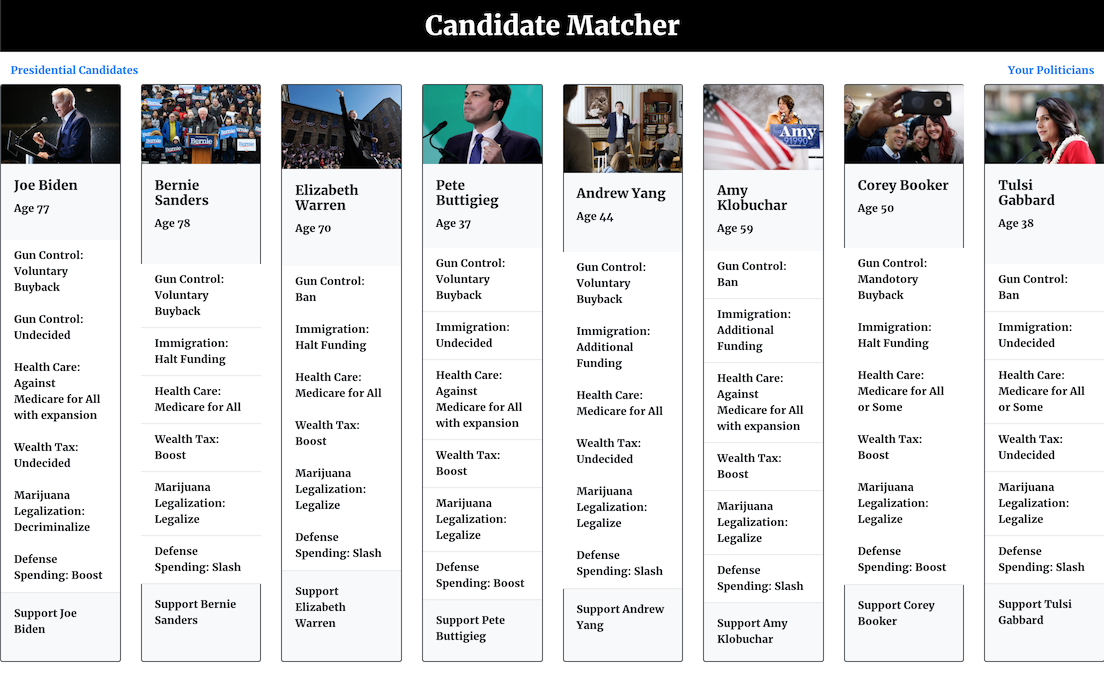 Candidate Matcher
Presidential Candidates
Your Politicians
Joe Biden
Age 77
Gun Control:
Voluntary
Buyback
Gun Control:
Undecided
Health Care:
Against
Medicare for All
with expansion
Wealth Tax:
Undecided
Marijuana
Legalization:
Decriminalize
Defense
Spending: Boost
Support Joe
Biden
Bernie
Bernie
Sanders
Age 78
Gun Control:
Voluntary
Buyback
Immigration:
Halt Funding
Health Care:
Medicare for All
Wealth Tax:
Boost
Marijuana
Legalization:
Legalize
Defense
Spending: Slash
Support Bernie
Sanders
Elizabeth
Warren
Age 70
Gun Control:
Ban
Immigration:
Halt Funding
Health Care:
Medicare for All
Wealth Tax:
Boost
Marijuana
Legalization:
Legalize
Defense
Spending: Slash
Support
Elizabeth
Warren
Pete
Buttigieg
Age 37
Gun Control:
Voluntary
Buyback
Immigration:
Undecided
Health Care:
Against
Medicare for All
with expansion
Wealth Tax:
Boost
Marijuana
Legalization:
Legalize
Defense
Spending: Boost
Support Pete
Buttigieg
Andrew Yang
Age 44
Gun Control:
Voluntary
Buyback
Immigration:
Additional
Funding
Health Care:
Medicare for All
Wealth Tax:
Undecided
Marijuana
Legalization:
Legalize
Defense
Spending: Slash
Support Andrew
Yang
Amy
Amy
Klobuchar
Age 59
Gun Control:
Ban
Immigration:
Additional
Funding
Health Care:
Against
Medicare for All
with expansion
Wealth Tax:
Boost
Marijuana
Legalization:
Legalize
Defense
Spending: Slash
Support Amy
Klobuchar
Corey Booker
Age 50
Gun Control:
Mandotory
Buyback
Immigration:
Halt Funding
Health Care:
Medicare for All
or Some
Wealth Tax:
Boost
Marijuana
Legalization:
Legalize
Defense
Spending: Boost
Support Corey
Booker
Tulsi
Gabbard
Age 38
Gun Control:
Ban
Immigration:
Undecided
Health Care:
Medicare for All
or Some
Wealth Tax:
Undecided
Marijuana
Legalization:
Legalize
Defense
Spending: Slash
Support Tulsi
Gabbard